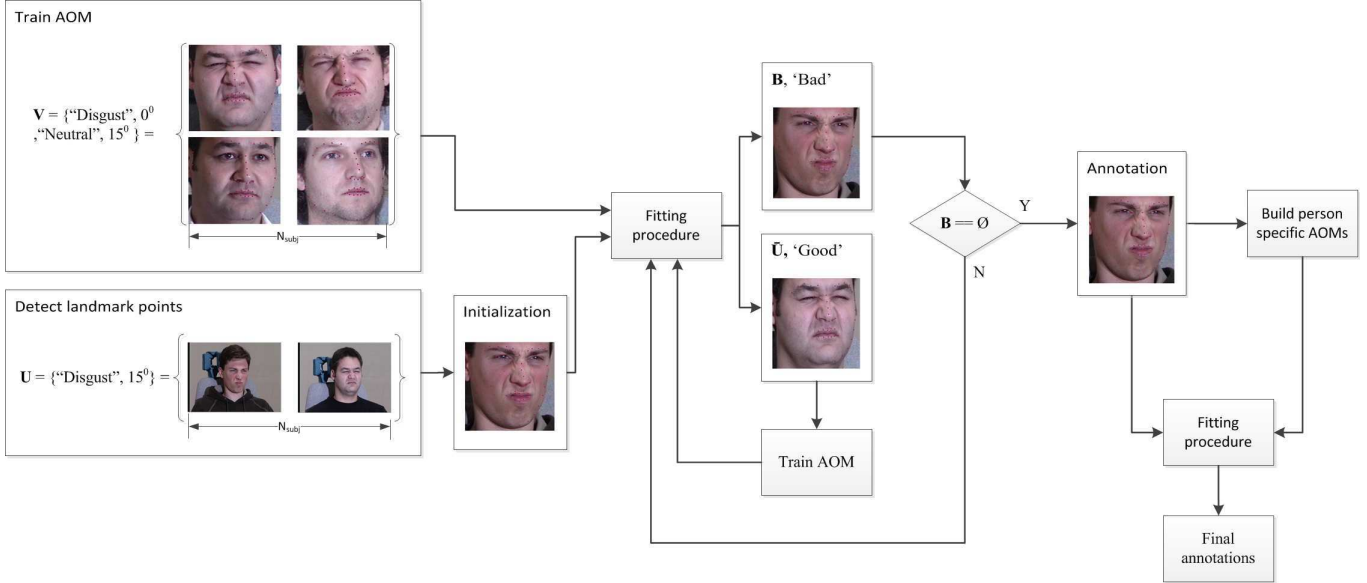 Train AOM
V = {“Disgust”, 0⁰
,“Neutral”, 15⁰ } =
N_subj
Detect landmark points
U = {“Disgust”, 15⁰} =
N_subj
Initialization
Fitting
procedure
B, ‘Bad’
Ū, ‘Good’
Train AOM
B == Ø
Y
N
Annotation
Build person
specific AOMs
Fitting
procedure
Final
annotations